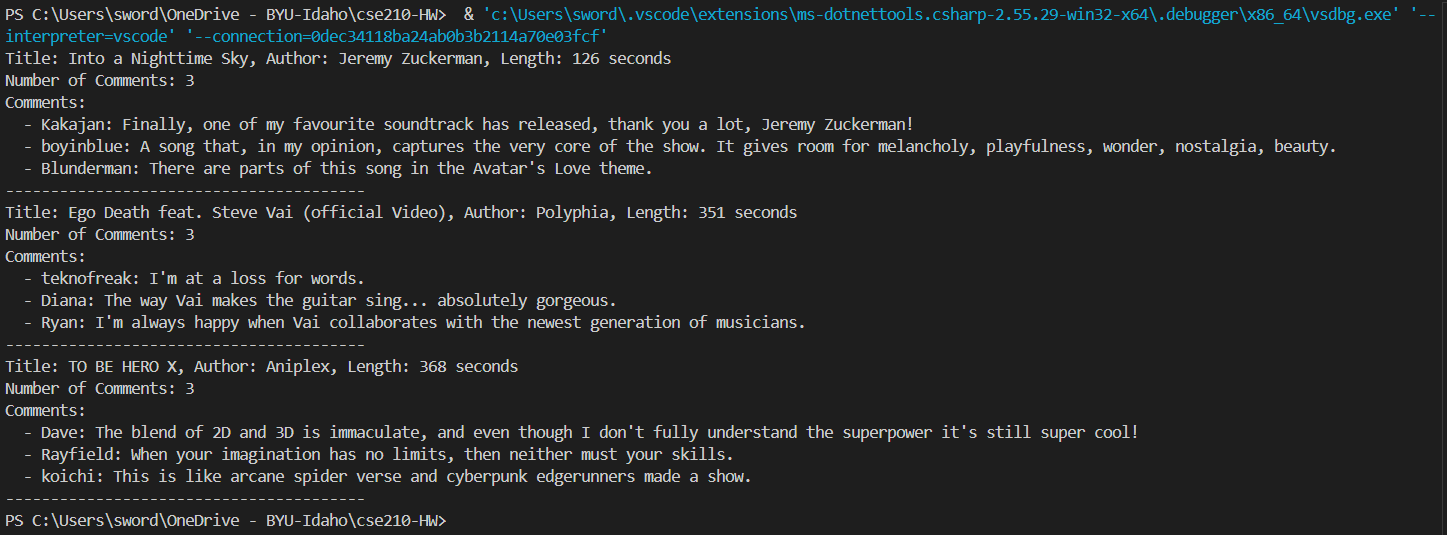 PS C:\Users\sword\OneDrive - BYU-Idaho\cse210-HW>  & 'c:\Users\sword\.vscode\extensions\ms-dotnettools.csharp-2.55.29-win32-x64\.debugger\x86_64\vsdbg.exe' '--
interpreter=vscode' '--connection=0dec34118ba24ab0b3b2114a70e03fcf'
Title: Into a Nighttime Sky, Author: Jeremy Zuckerman, Length: 126 seconds
Number of Comments: 3
Comments:
  - Kakajan: Finally, one of my favourite soundtrack has released, thank you a lot, Jeremy Zuckerman!
  - boyinblue: A song that, in my opinion, captures the very core of the show. It gives room for melancholy, playfulness, wonder, nostalgia, beauty.
  - Blunderman: There are parts of this song in the Avatar's Love theme.
----------------------------------------
Title: Ego Death feat. Steve Vai (official Video), Author: Polyphia, Length: 351 seconds
Number of Comments: 3
Comments:
  - teknofreak: I'm at a loss for words.
  - Diana: The way Vai makes the guitar sing... absolutely gorgeous.
  - Ryan: I'm always happy when Vai collaborates with the newest generation of musicians.
----------------------------------------
Title: TO BE HERO X, Author: Aniplex, Length: 368 seconds
Number of Comments: 3
Comments:
  - Dave: The blend of 2D and 3D is immaculate, and even though I don't fully understand the superpower it's still super cool!
  - Rayfield: When your imagination has no limits, then neither must your skills.
  - koichi: This is like arcane spider verse and cyberpunk edgerunners made a show.
----------------------------------------
PS C:\Users\sword\OneDrive - BYU-Idaho\cse210-HW>